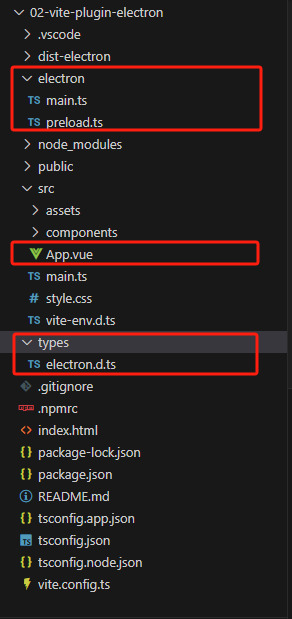 02-vite-plugin-electron
.vscode
dist-electron
electron
TS main.ts
TS preload.ts
node_modules
public
src
assets
components
App.vue
TS main.ts
# style.css
TS vite-env.d.ts
types
TS electron.d.ts
.gitignore
npm .npmrc
<> index.html
{} package-lock.json
{} package.json
README.md
{} tsconfig.app.json
TS tsconfig.json
{} tsconfig.node.json
vite.config.ts